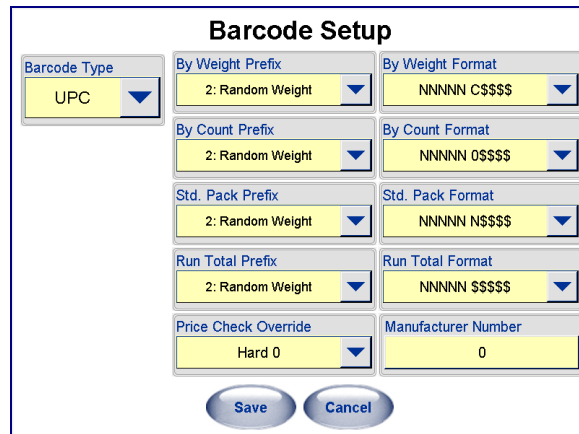 Barcode Setup
Barcode Type
UPC
By Weight Prefix
2: Random Weight
By Weight Format
NNNNN C$$$$
By Count Prefix
2: Random Weight
By Count Format
NNNNN 0$$$$
Std. Pack Prefix
2: Random Weight
Std. Pack Format
NNNNN N$$$$
Run Total Prefix
2: Random Weight
Run Total Format
NNNNN $$$$$
Price Check Override
Hard 0
Manufacturer Number
0
Save
Cancel